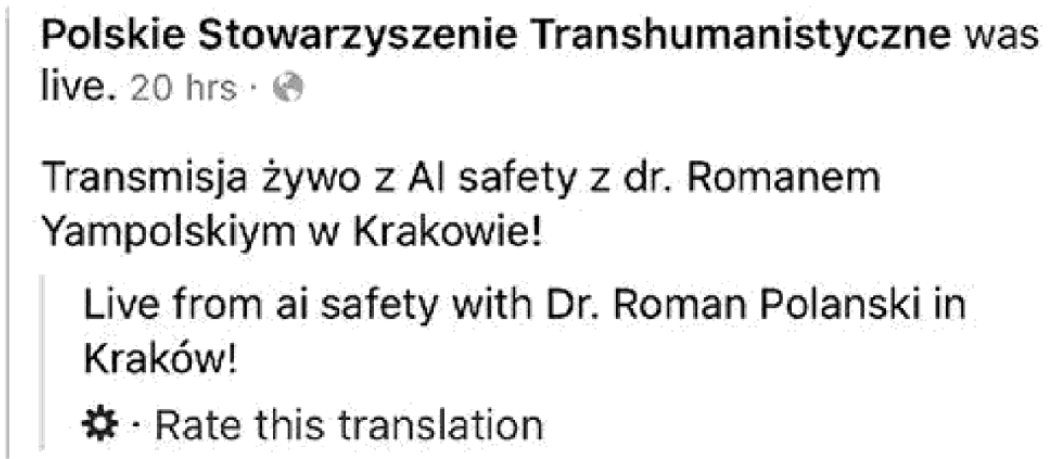 Polskie Stowarzyszenie Transhumanistyczne was
live. 20 hrs ·
Transmisja żywo z AI safety z dr. Romanem
Yampolskiym w Krakowie!
Live from ai safety with Dr. Roman Polanski in
Kraków!
· Rate this translation